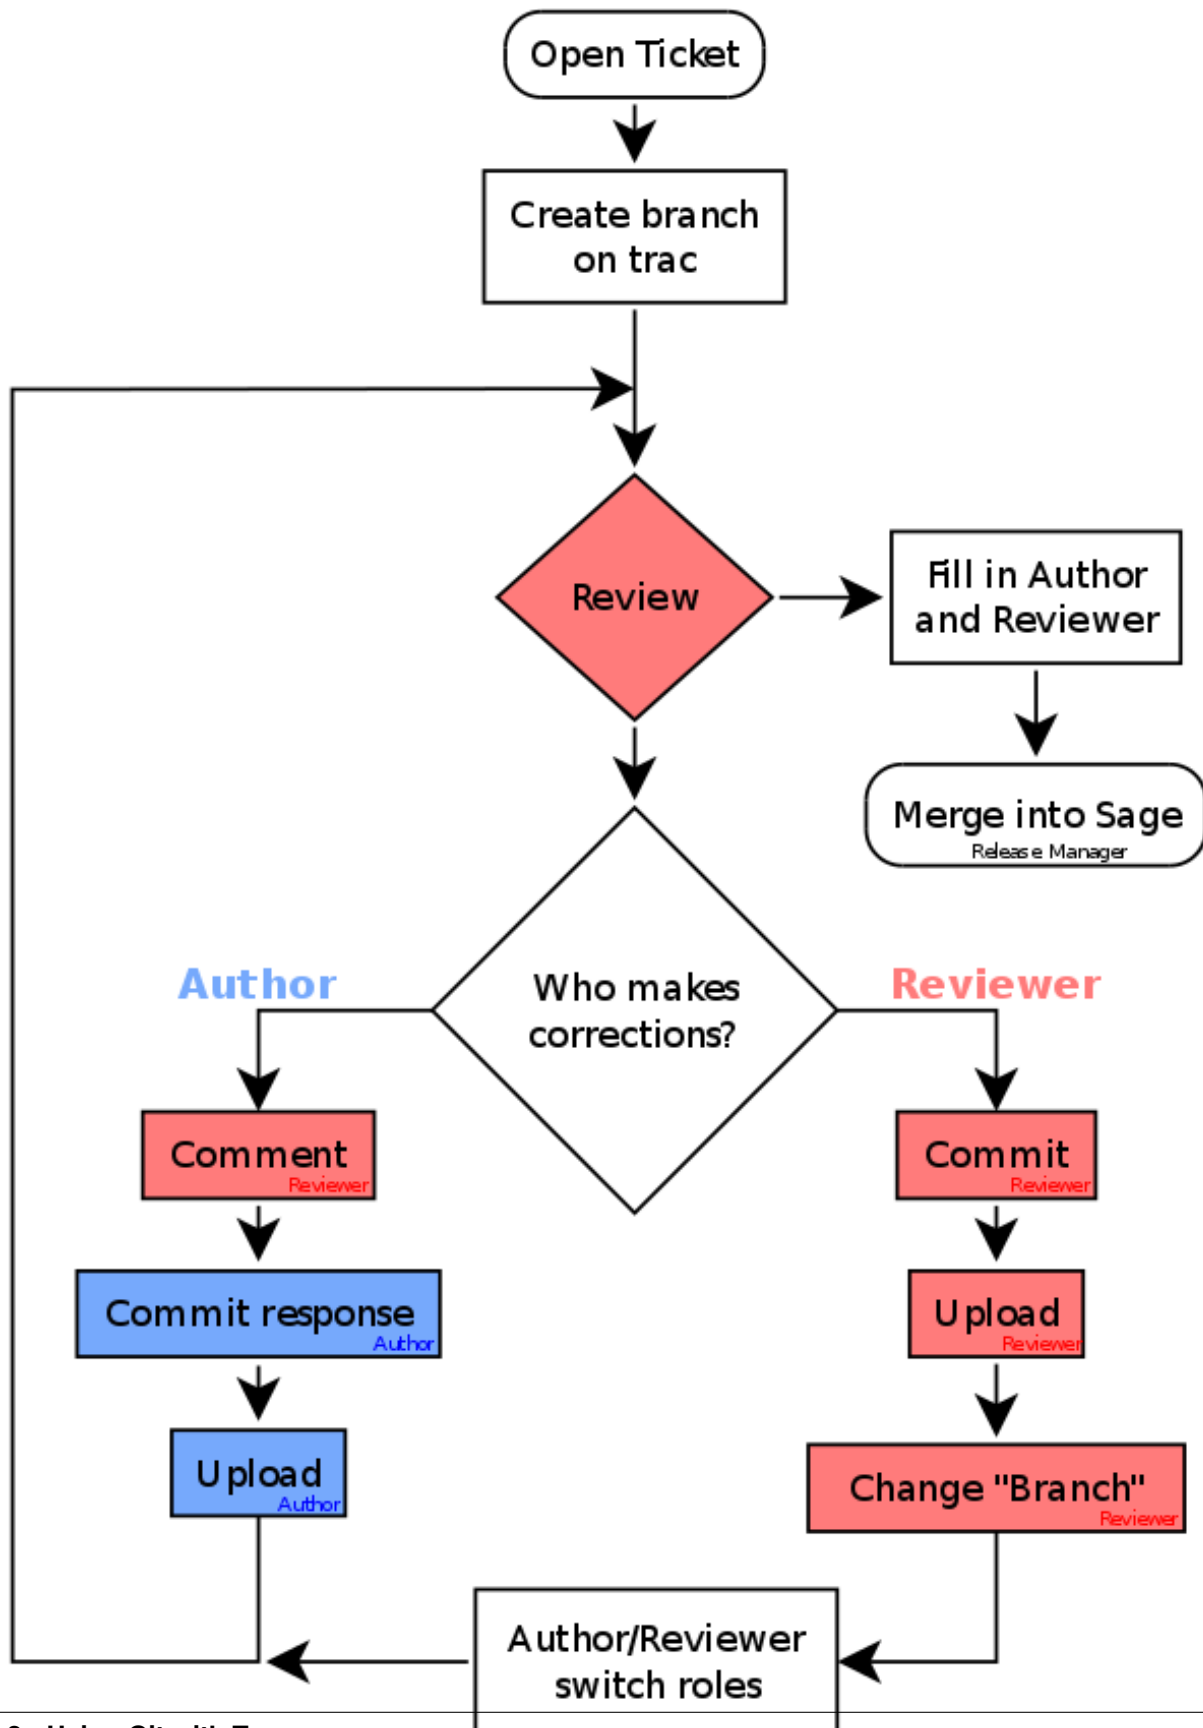 Open Ticket
Create branch
on trac
Review
Fill in Author
and Reviewer
Merge into Sage
Release Manager
Author
Reviewer
Who makes
corrections?
Comment
Reviewer
Commit
Reviewer
Commit response
Author
Upload
Reviewer
Upload
Author
Change "Branch"
Reviewer
Author/Reviewer
switch roles